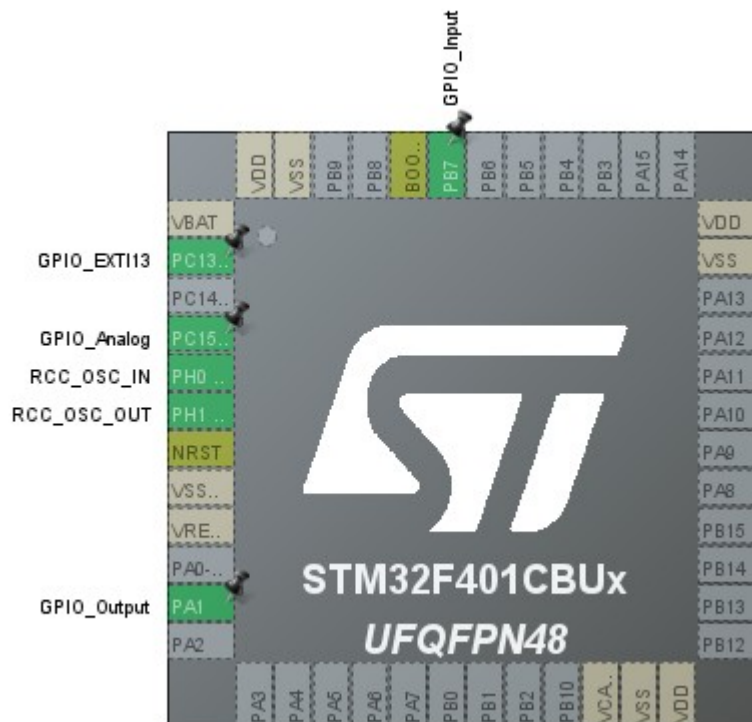 GPIO_Input
VDD
VSS
PB9
PB8
BOO..
PB7
PB6
PB5
PB4
PB3
PA15
PA14
VBAT
GPIO_EXTI13 PC13..
PC14..
GPIO_Analog PC15..
RCC_OSC_IN PH0 ..
RCC_OSC_OUT PH1 ..
NRST
VSS..
VRE..
PA0-..
GPIO_Output PA1
PA2
VDD
VSS
PA13
PA12
PA11
PA10
PA9
PA8
PB15
PB14
PB13
PB12
ST
STM32F401CBUx
UFQFPN48
PA3
PA4
PA5
PA6
PA7
PB0
PB1
PB2
PB10
VCA..
VSS
VDD